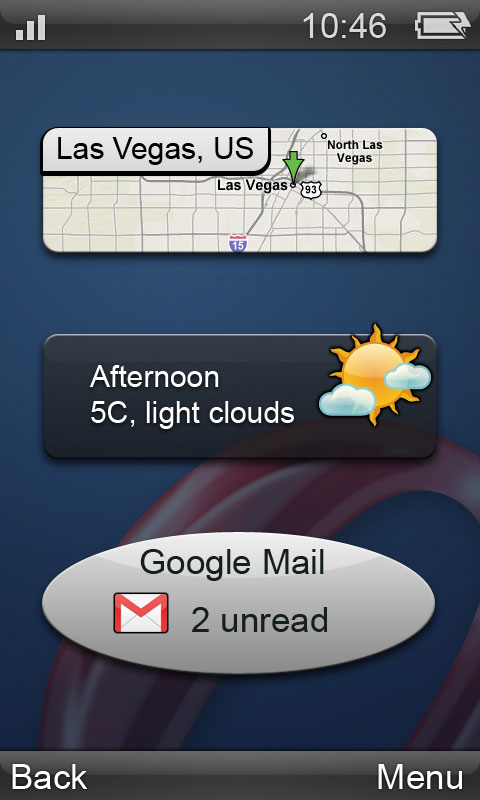 10:46
Las Vegas, US
North Las
Vegas
Las Vegas
93
15
Afternoon
5C, light clouds
Google Mail
2 unread
Back
Menu